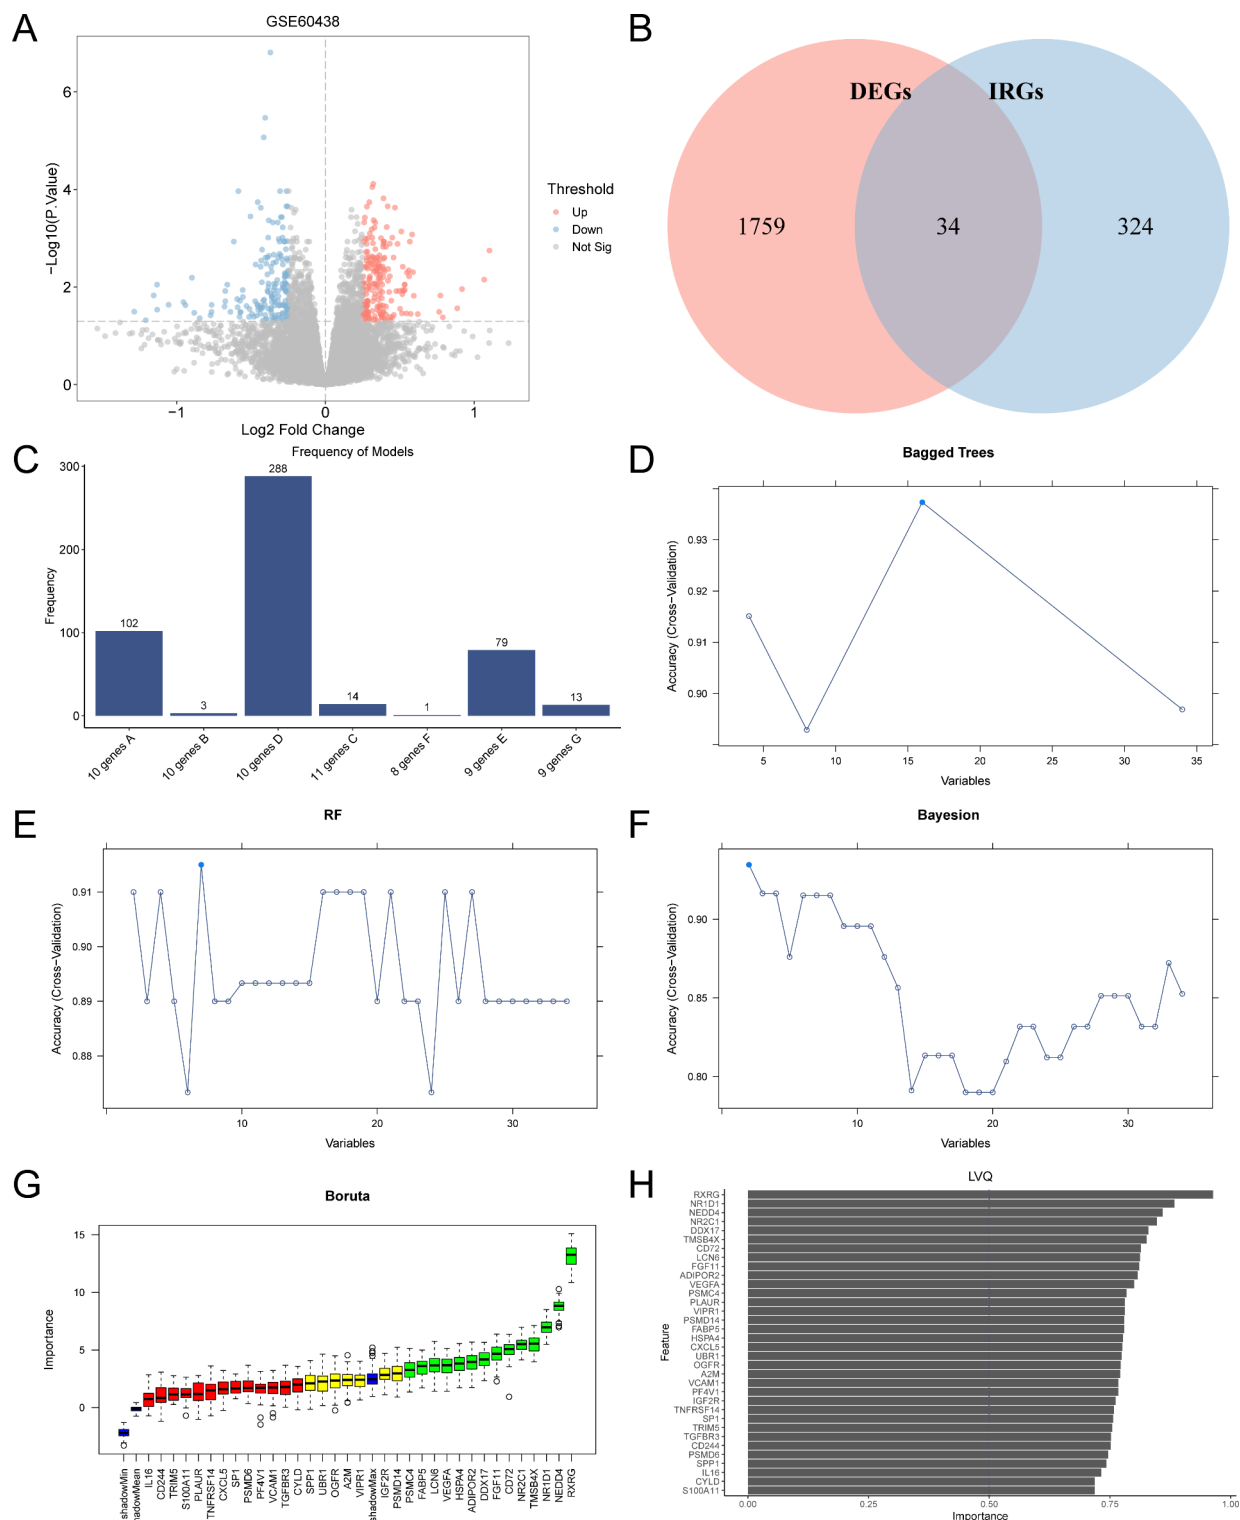 A
GSE60438
−Log10(P.Value)
6
4
2
0
−1
0
1
Log2 Fold Change
Threshold
Up
Down
Not Sig
B
DEGs
IRGs
1759
34
324
C
Frequency of Models
Frequency
300
200
100
0
102
3
288
14
1
79
13
10 genes A
10 genes B
10 genes D
11 genes C
8 genes F
9 genes E
9 genes G
D
Bagged Trees
Accuracy (Cross−Validation)
0.93
0.92
0.91
0.90
5
10
15
20
25
30
35
Variables
E
RF
Accuracy (Cross−Validation)
0.91
0.90
0.89
0.88
10
20
30
Variables
F
Bayesion
Accuracy (Cross−Validation)
0.90
0.85
0.80
10
20
30
Variables
G
Boruta
Importance
15
10
5
0
shadowMin
hadowMean
IL16
CD244
TRIM5
S100A11
PLAUR
TNFRSF14
CXCL5
SP1
PSMD6
PF4V1
VCAM1
TGFBR3
CYLD
SPP1
UBR1
OGFR
A2M
VIPR1
shadowMax
IGF2R
PSMD14
PSMC4
FABP5
LCN6
VEGFA
HSPA4
ADIPOR2
DDX17
FGF11
CD72
NR2C1
TMSB4X
NR1D1
NEDD4
RXRG
H
LVQ
Feature
RXRG
NR1D1
NEDD4
NR2C1
DDX17
TMSB4X
CD72
LCN6
FGF11
ADIPOR2
VEGFA
PSMC4
PLAUR
VIPR1
PSMD14
FABP5
HSPA4
CXCL5
UBR1
OGFR
A2M
VCAM1
PF4V1
IGF2R
TNFRSF14
SP1
TRIM5
TGFBR3
CD244
PSMD6
SPP1
IL16
CYLD
S100A11
0.00
0.25
0.50
0.75
1.00
Importance